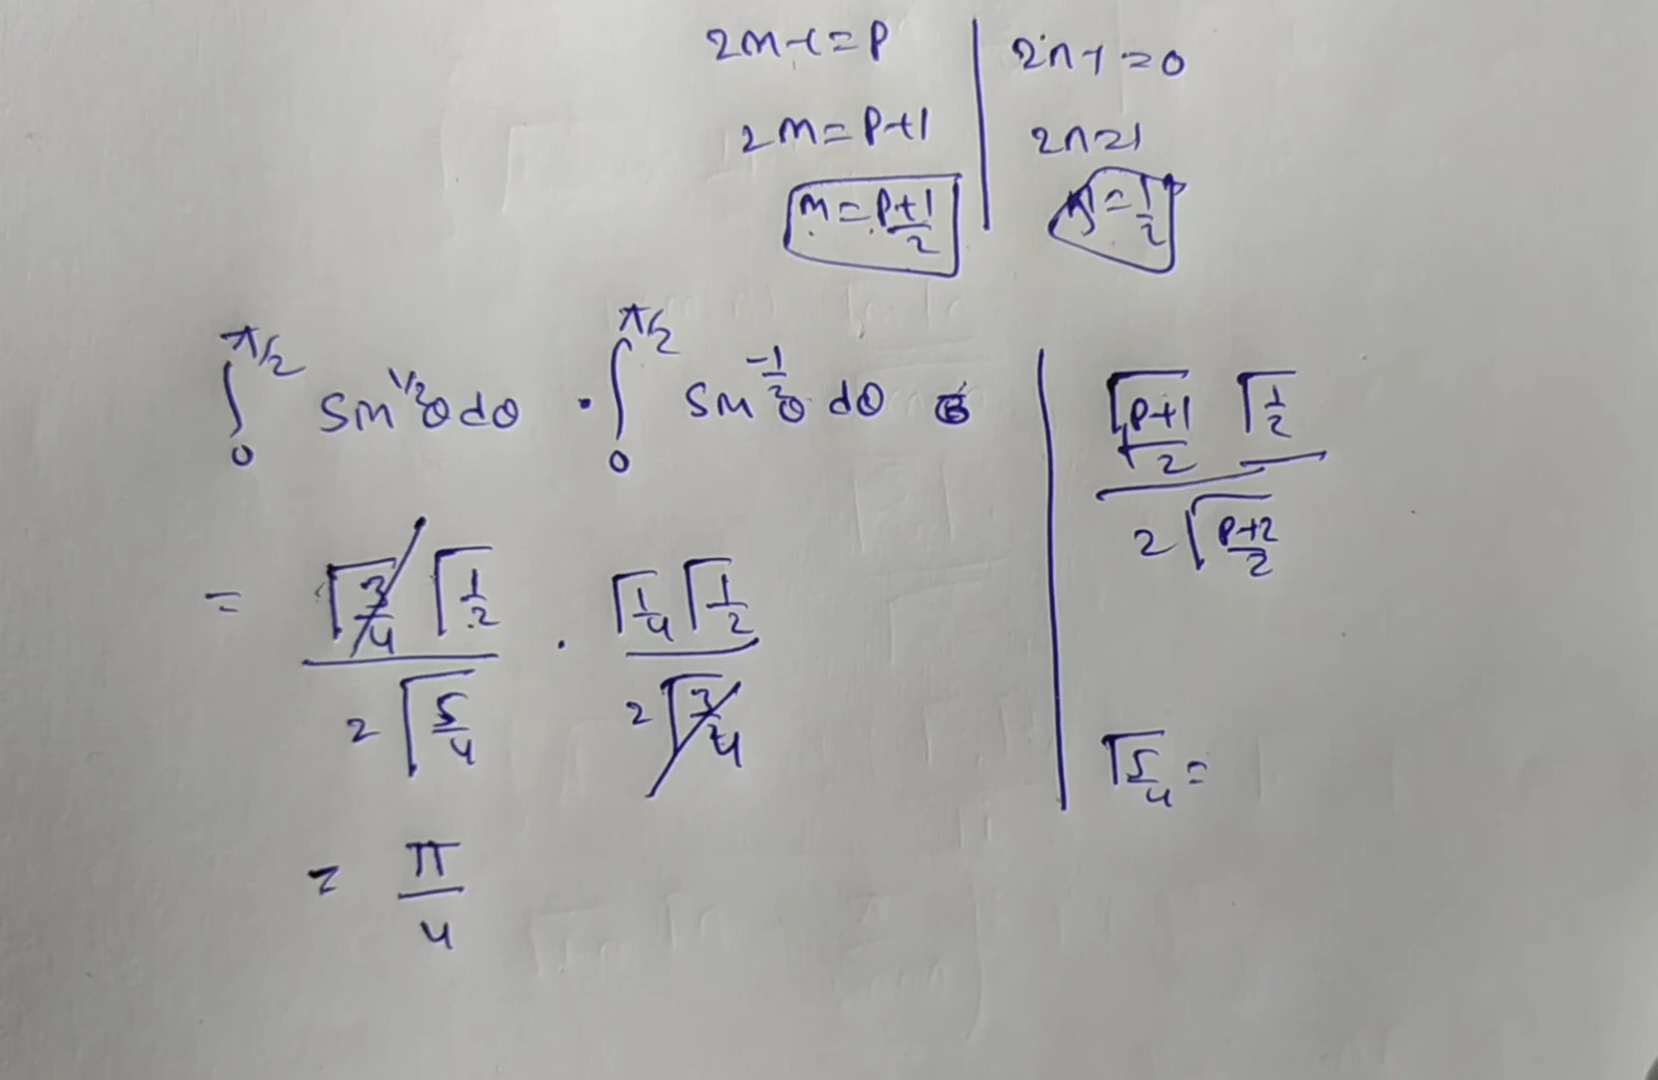 2m-1=P | 2n-1=0
2m=P+1 | 2n=1
m=P+1/2 | n=1/2
∫₀^π/2 sin^1/2 θ dθ · ∫₀^π/2 sin^-1/2 θ dθ
Γ(P+1/2) Γ(1/2) / 2Γ(P+2/2)
= Γ(3/4) Γ(1/2) / 2Γ(5/4) · Γ(1/4) Γ(1/2) / 2Γ(3/4)
Γ(5/4) =
= π/4